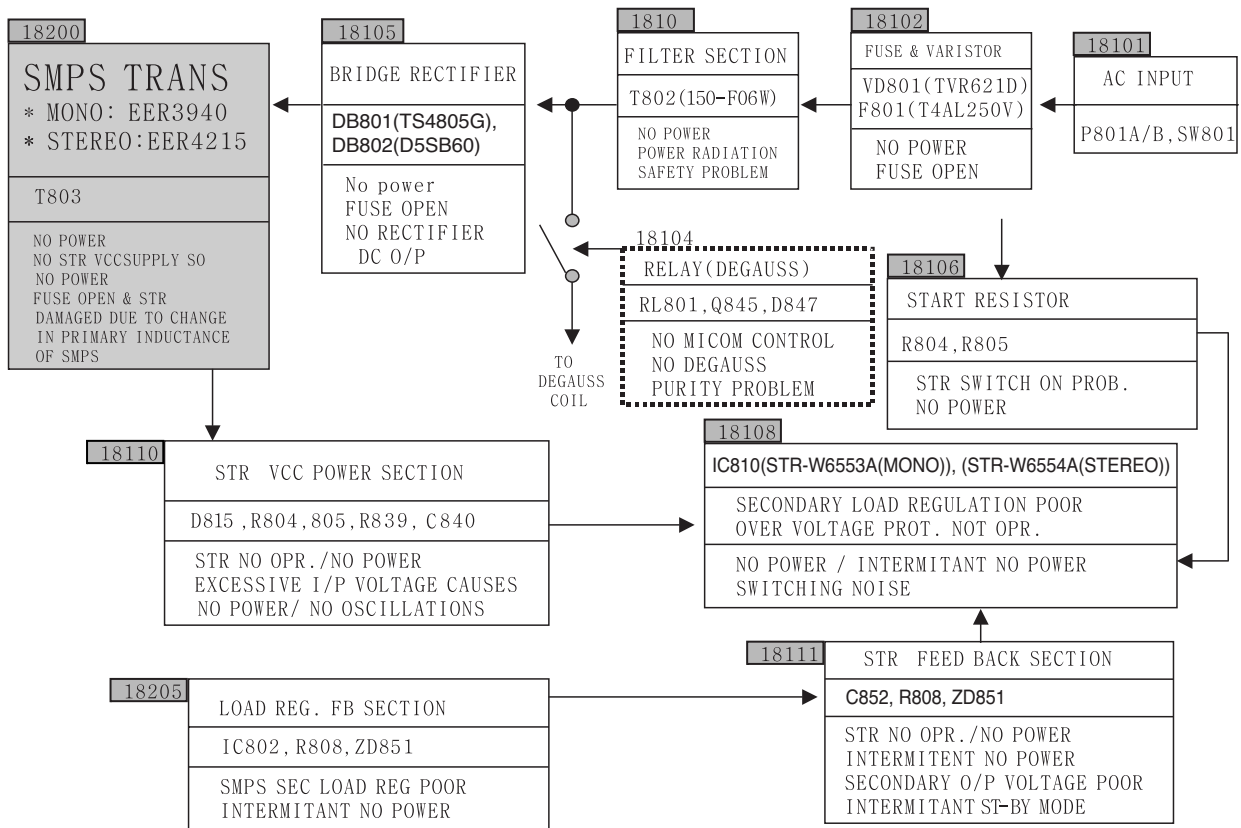 18200
SMPS TRANS
* MONO: EER3940
* STEREO:EER4215
T803
NO POWER
NO STR VCCSUPPLY SO
NO POWER
FUSE OPEN & STR
DAMAGED DUE TO CHANGE
IN PRIMARY INDUCTANCE
OF SMPS
18105
BRIDGE RECTIFIER
DB801(TS4805G),
DB802(D5SB60)
No power
FUSE OPEN
NO RECTIFIER
DC O/P
1810
FILTER SECTION
T802(150-F06W)
NO POWER
POWER RADIATION
SAFETY PROBLEM
18102
FUSE & VARISTOR
VD801(TVR621D)
F801(T4AL250V)
NO POWER
FUSE OPEN
18101
AC INPUT
P801A/B,SW801
TO
DEGAUSS
COIL
18104
RELAY(DEGAUSS)
RL801,Q845,D847
NO MICOM CONTROL
NO DEGAUSS
PURITY PROBLEM
18106
START RESISTOR
R804,R805
STR SWITCH ON PROB.
NO POWER
18110
STR VCC POWER SECTION
D815,R804,805,R839, C840
STR NO OPR./NO POWER
EXCESSIVE I/P VOLTAGE CAUSES
NO POWER/ NO OSCILLATIONS
18108
IC810(STR-W6553A(MONO)), (STR-W6554A(STEREO))
SECONDARY LOAD REGULATION POOR
OVER VOLTAGE PROT. NOT OPR.
NO POWER / INTERMITANT NO POWER
SWITCHING NOISE
18205
LOAD REG. FB SECTION
IC802,R808,ZD851
SMPS SEC LOAD REG POOR
INTERMITANT NO POWER
18111
STR FEED BACK SECTION
C852, R808, ZD851
STR NO OPR./NO POWER
INTERMITENT NO POWER
SECONDARY O/P VOLTAGE POOR
INTERMITANT ST-BY MODE